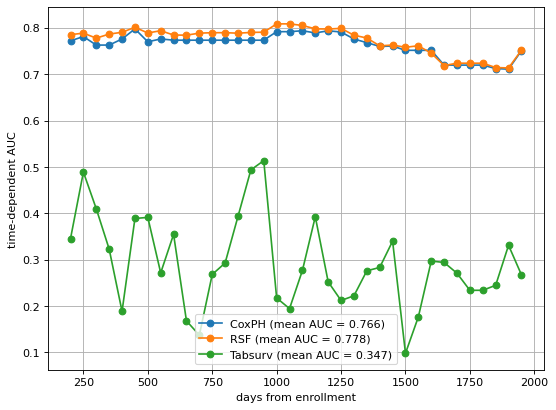 0.8
0.7
0.6
0.5
0.4
0.3
0.2
0.1
time-dependent AUC
CoxPH (mean AUC = 0.766)
RSF (mean AUC = 0.778)
Tabsurv (mean AUC = 0.347)
250 500 750 1000 1250 1500 1750 2000
days from enrollment